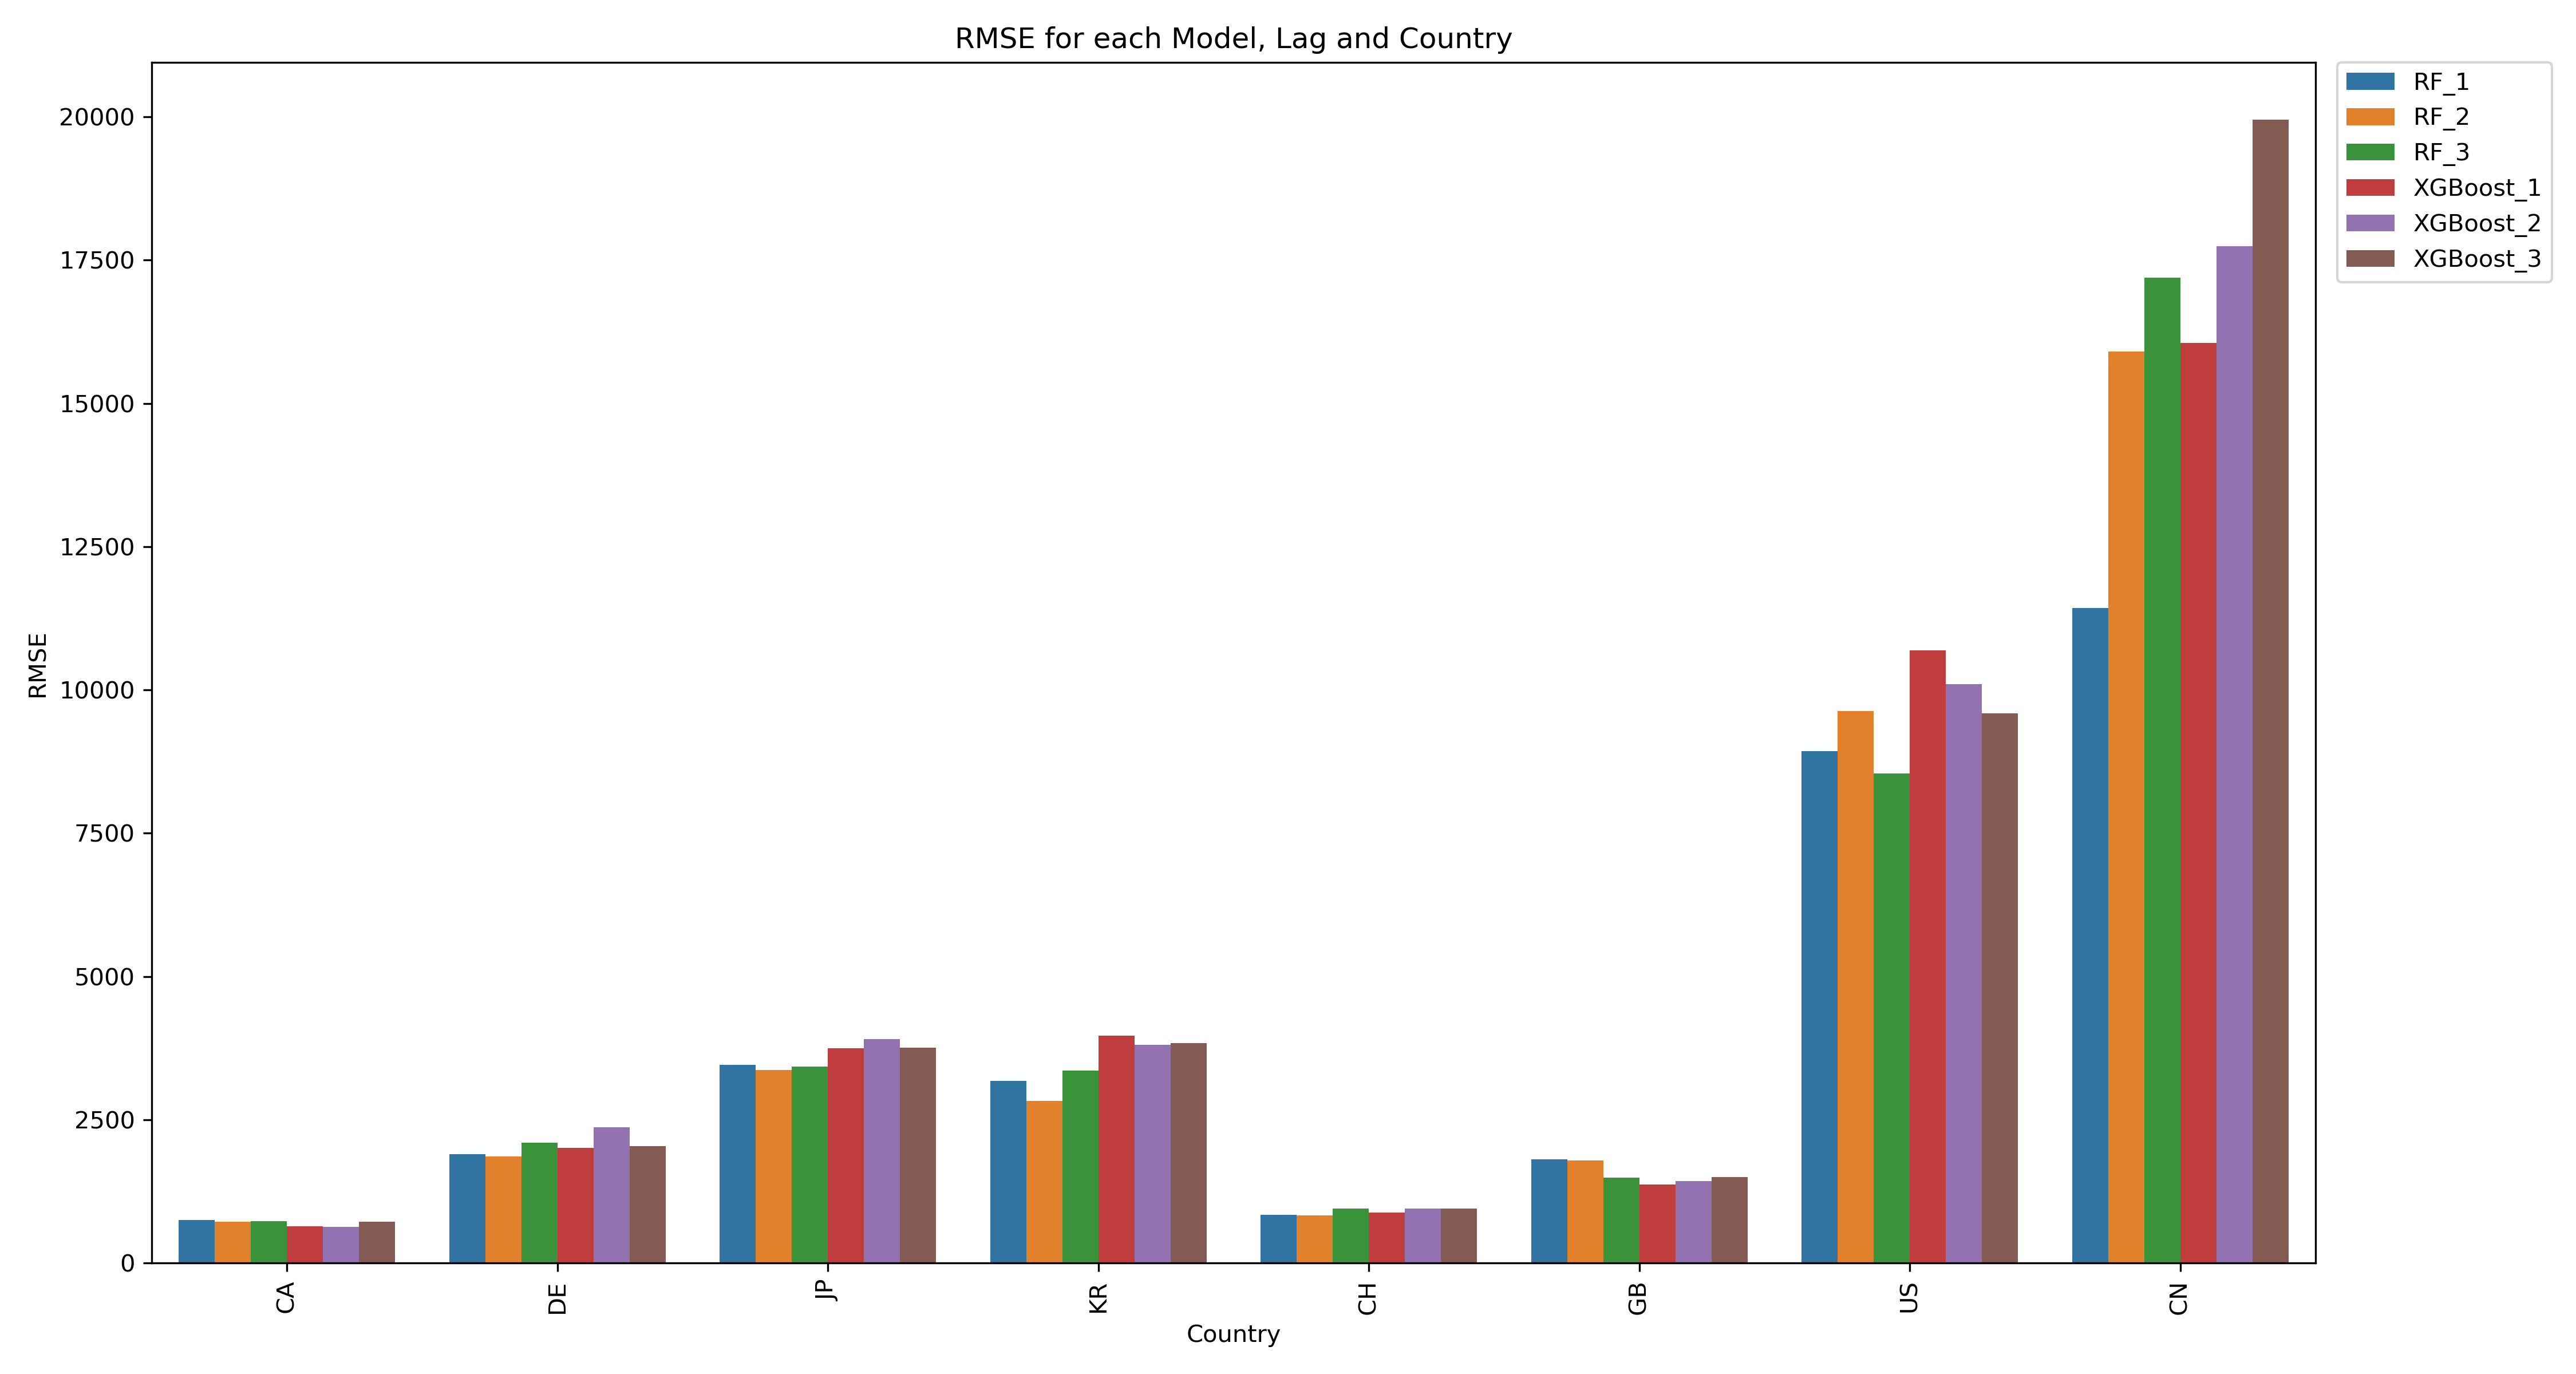 RMSE for each Model, Lag and Country
RF_1
RF_2
RF_3
XGBoost_1
XGBoost_2
XGBoost_3
20000
17500
15000
12500
10000
7500
5000
2500
0
RMSE
CA
DE
JP
KR
CH
GB
US
CN
Country